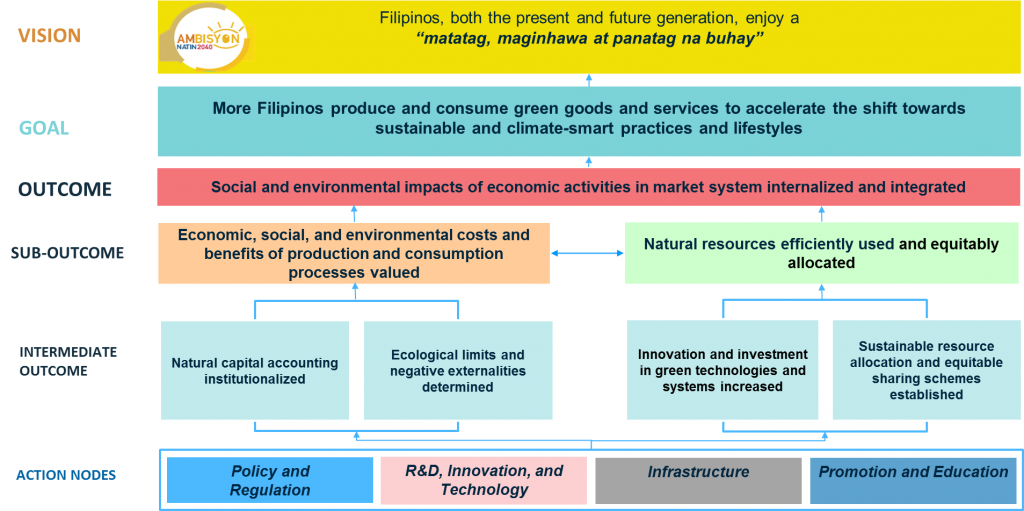 VISION
AMBISYON
NATIN 2040
Filipinos, both the present and future generation, enjoy a
“matatag, maginhawa at panatag na buhay”
GOAL
More Filipinos produce and consume green goods and services to accelerate the shift towards
sustainable and climate-smart practices and lifestyles
OUTCOME
Social and environmental impacts of economic activities in market system internalized and integrated
SUB-OUTCOME
Economic, social, and environmental costs and
benefits of production and consumption
processes valued
Natural resources efficiently used and equitably
allocated
INTERMEDIATE
OUTCOME
Natural capital accounting
institutionalized
Ecological limits and
negative externalities
determined
Innovation and investment
in green technologies and
systems increased
Sustainable resource
allocation and equitable
sharing schemes
established
ACTION NODES
Policy and
Regulation
R&D, Innovation, and
Technology
Infrastructure
Promotion and Education